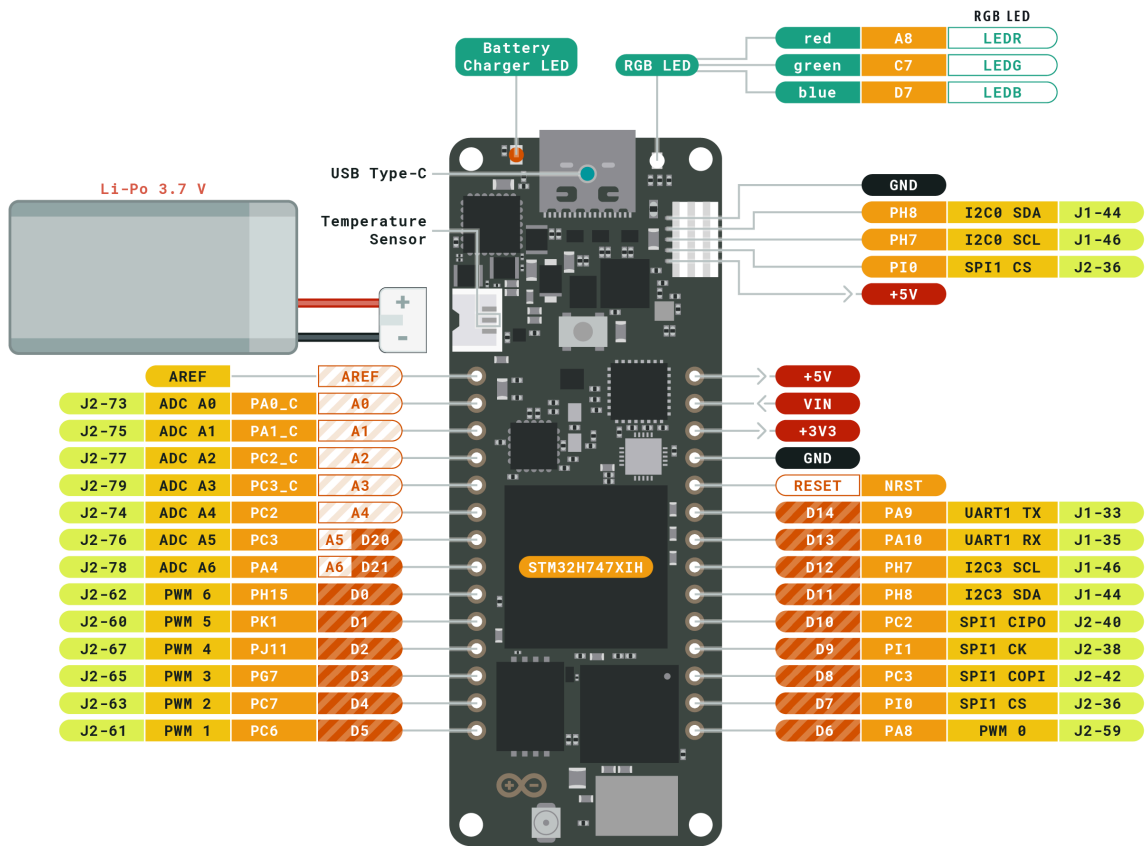 RGB LED
Battery
Charger LED
RGB LED
red A8 LEDR
green C7 LEDG
blue D7 LEDB
USB Type-C
Li-Po 3.7 V
Temperature
Sensor
GND
PH8 I2C0 SDA J1-44
PH7 I2C0 SCL J1-46
PI0 SPI1 CS J2-36
+5V
+
-
AREF AREF
J2-73 ADC A0 PA0_C A0
J2-75 ADC A1 PA1_C A1
J2-77 ADC A2 PC2_C A2
J2-79 ADC A3 PC3_C A3
J2-74 ADC A4 PC2 A4
J2-76 ADC A5 PC3 A5 D20
J2-78 ADC A6 PA4 A6 D21
J2-62 PWM 6 PH15 D0
J2-60 PWM 5 PK1 D1
J2-67 PWM 4 PJ11 D2
J2-65 PWM 3 PG7 D3
J2-63 PWM 2 PC7 D4
J2-61 PWM 1 PC6 D5
STM32H747XIH
+5V
VIN
+3V3
GND
RESET NRST
D14 PA9 UART1 TX J1-33
D13 PA10 UART1 RX J1-35
D12 PH7 I2C3 SCL J1-46
D11 PH8 I2C3 SDA J1-44
D10 PC2 SPI1 CIPO J2-40
D9 PI1 SPI1 CK J2-38
D8 PC3 SPI1 COPI J2-42
D7 PI0 SPI1 CS J2-36
D6 PA8 PWM 0 J2-59